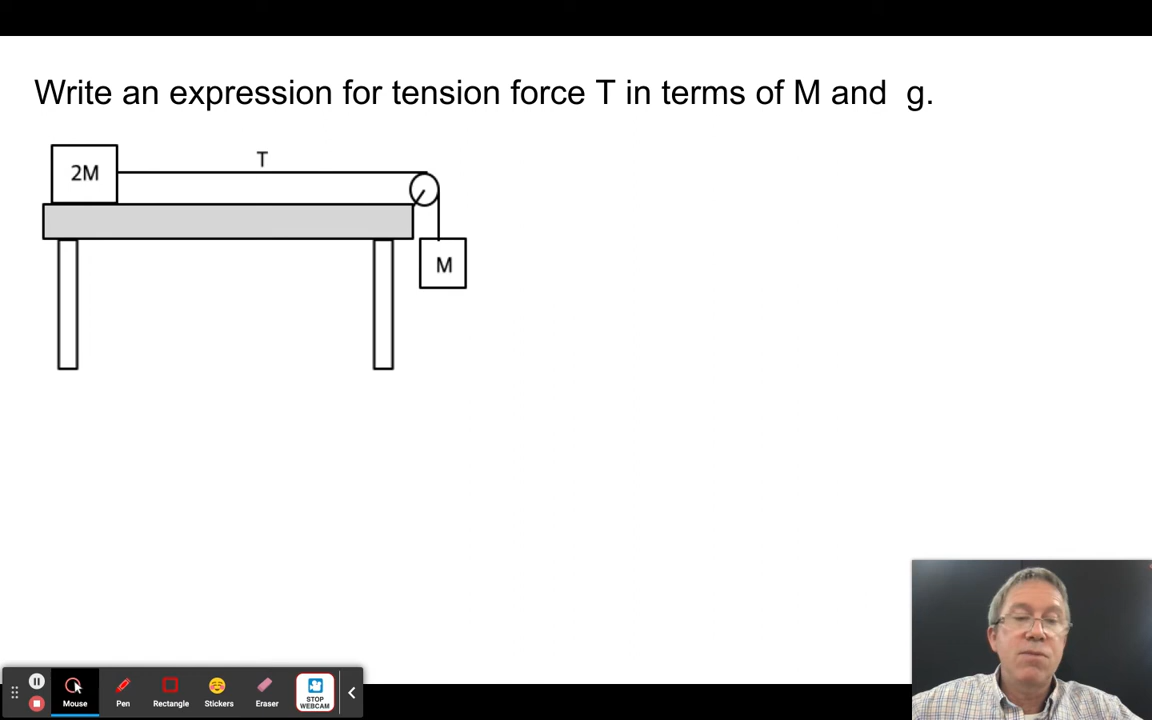 Write an expression for tension force T in terms of M and g.
T
2M
M
Mouse
Pen
Rectangle
Stickers
Eraser
STOP
WEBCAM